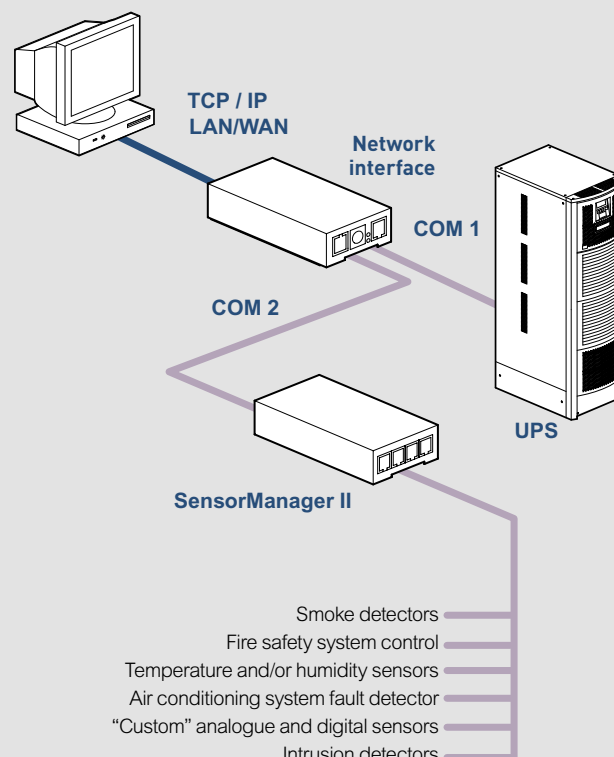 TCP / IP
LAN/WAN
Network
interface
COM 1
COM 2
UPS
SensorManager II
Smoke detectors
Fire safety system control
Temperature and/or humidity sensors
Air conditioning system fault detector
“Custom” analogue and digital sensors
Intrusion detectors